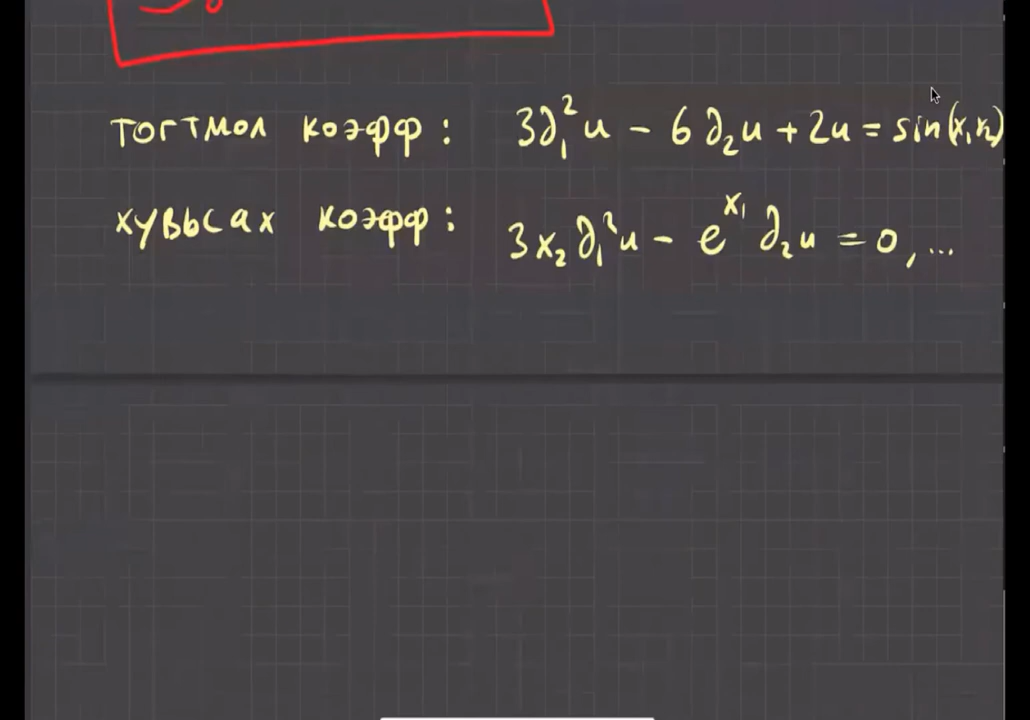 тогтмол коэфф: 3∂₁²u − 6∂₂u + 2u = sin(x₁x₂)
хувьсах коэфф: 3x₂∂₁²u − e^{x₁} ∂₂u = 0, ...